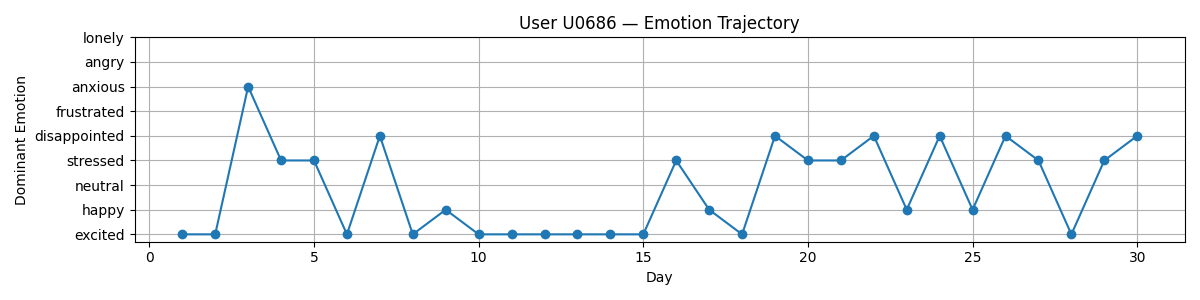 User U0686 — Emotion Trajectory
Dominant Emotion
lonely
angry
anxious
frustrated
disappointed
stressed
neutral
happy
excited
0 5 10 15 20 25 30
Day